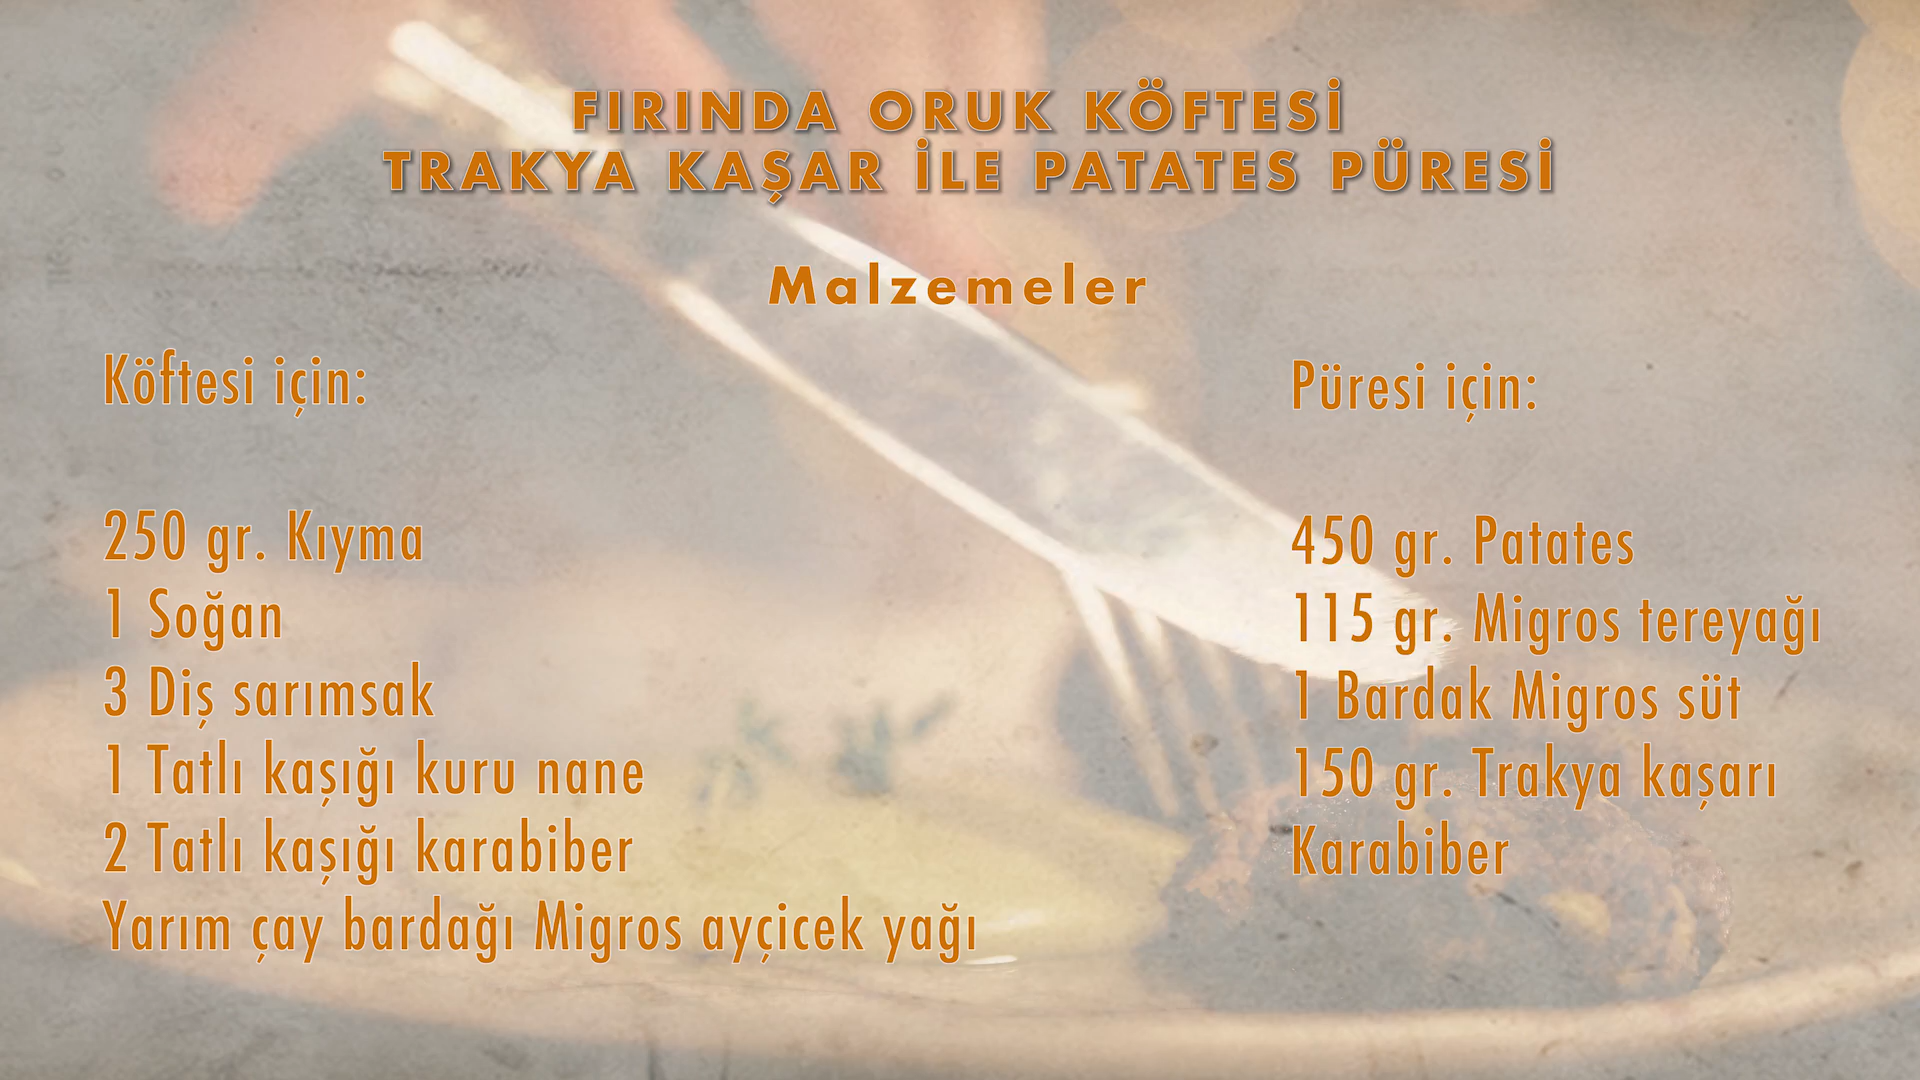 FIRINDA ORUK KÖFTESİ
TRAKYA KAŞAR İLE PATATES PÜRESİ
Malzemeler
Köftesi için:
250 gr. Kıyma
1 Soğan
3 Diş sarımsak
1 Tatlı kaşığı kuru nane
2 Tatlı kaşığı karabiber
Yarım çay bardağı Migros ayçicek yağı
Püresi için:
450 gr. Patates
115 gr. Migros tereyağı
1 Bardak Migros süt
150 gr. Trakya kaşarı
Karabiber